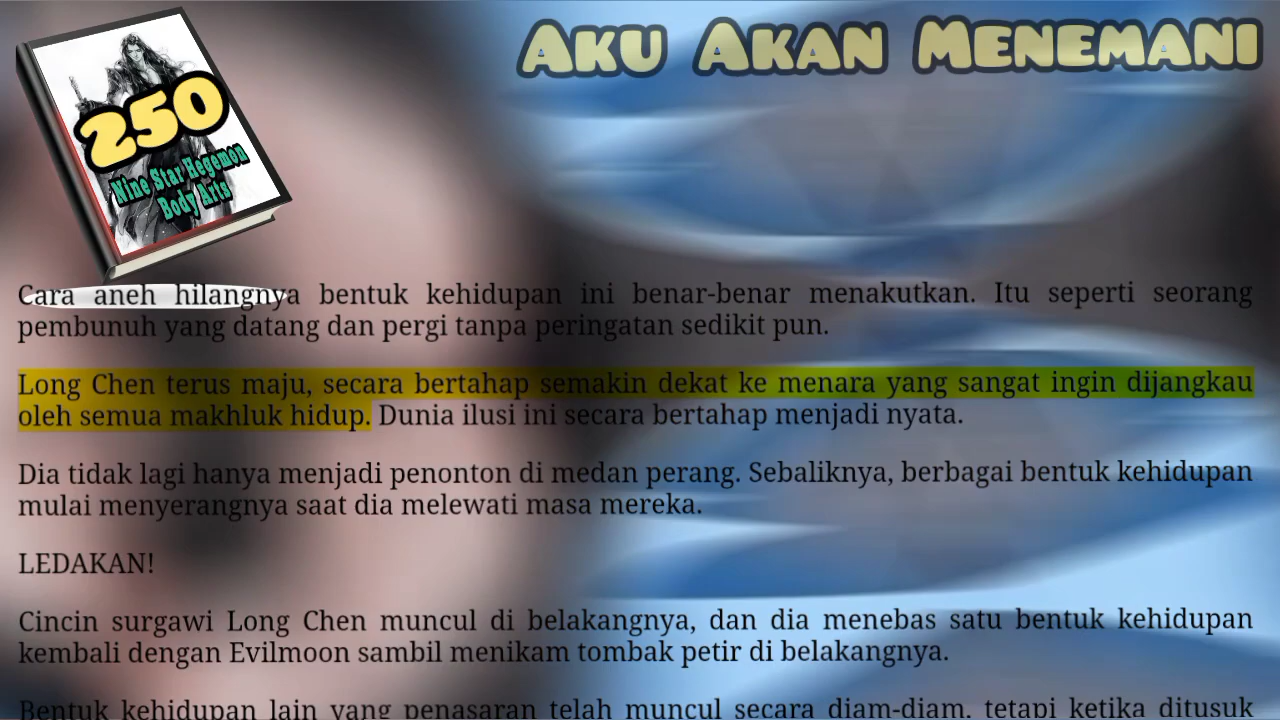 Aku Akan Menemani
250
Nine Star Hegemon
Body Arts
Cara aneh hilangnya bentuk kehidupan ini benar-benar menakutkan. Itu seperti seorang
pembunuh yang datang dan pergi tanpa peringatan sedikit pun.
Long Chen terus maju, secara bertahap semakin dekat ke menara yang sangat ingin dijangkau
oleh semua makhluk hidup. Dunia ilusi ini secara bertahap menjadi nyata.
Dia tidak lagi hanya menjadi penonton di medan perang. Sebaliknya, berbagai bentuk kehidupan
mulai menyerangnya saat dia melewati masa mereka.
LEDAKAN!
Cincin surgawi Long Chen muncul di belakangnya, dan dia menebas satu bentuk kehidupan
kembali dengan Evilmoon sambil menikam tombak petir di belakangnya.
Bentuk kehidupan lain yang penasaran telah muncul secara diam-diam, tetapi ketika ditusuk